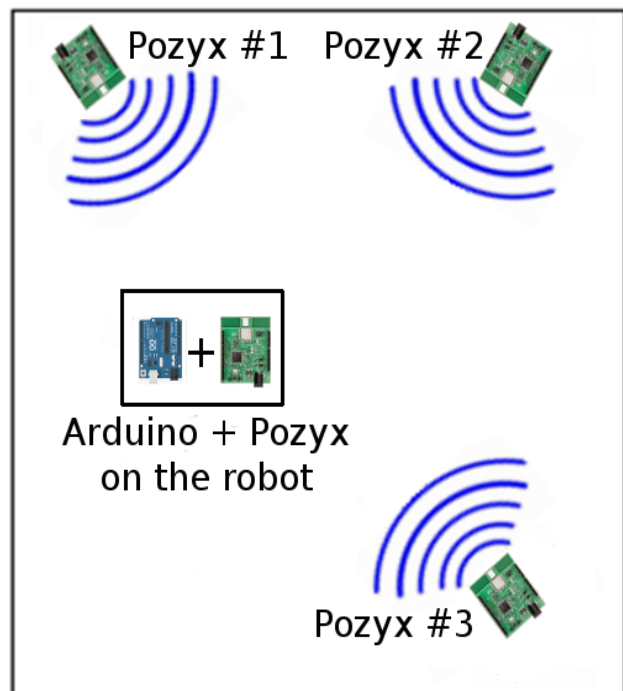 Pozyx #1
Pozyx #2
+
Arduino + Pozyx
on the robot
Pozyx #3